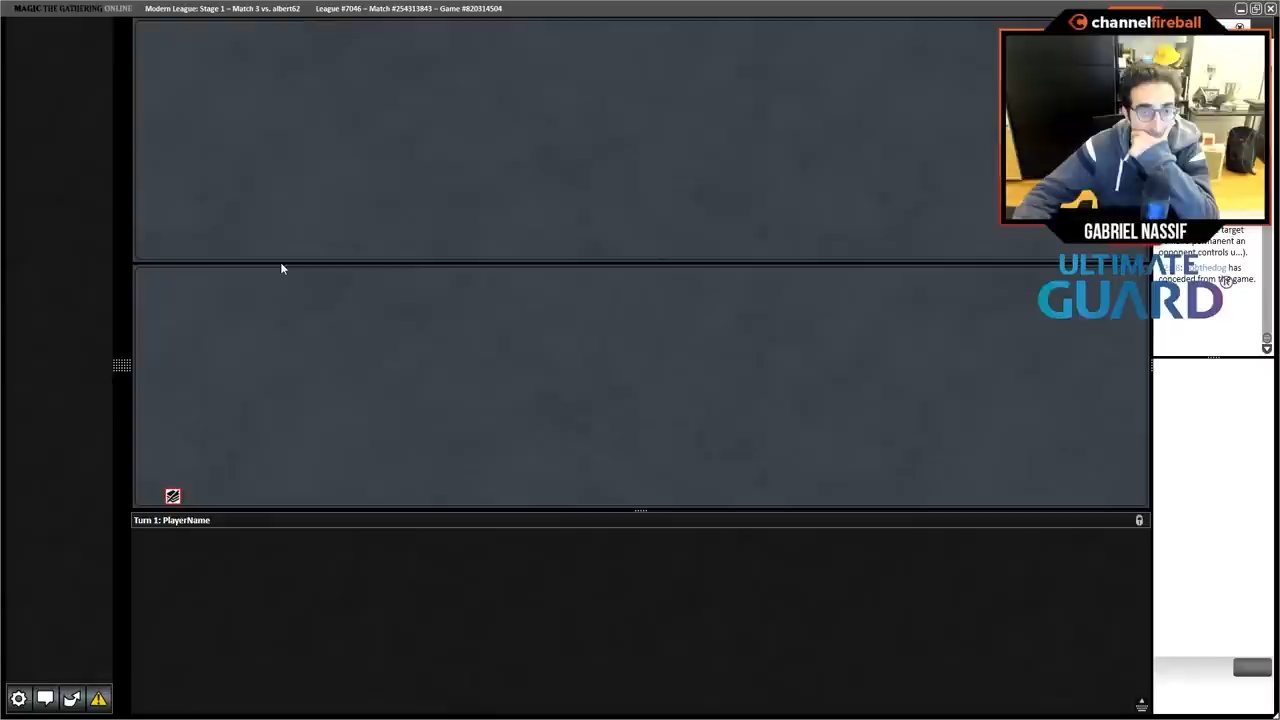 MAGIC THE GATHERING ONLINE
Modern League: Stage 1 – Match 3 vs. albert62
League #7046 – Match #254313843 – Game #820314504
channelfireball
GABRIEL NASSIF
target
permanent an
opponent controls u...).
has
conceded from the game.
ULTIMATE
GUARD®
Turn 1: PlayerName